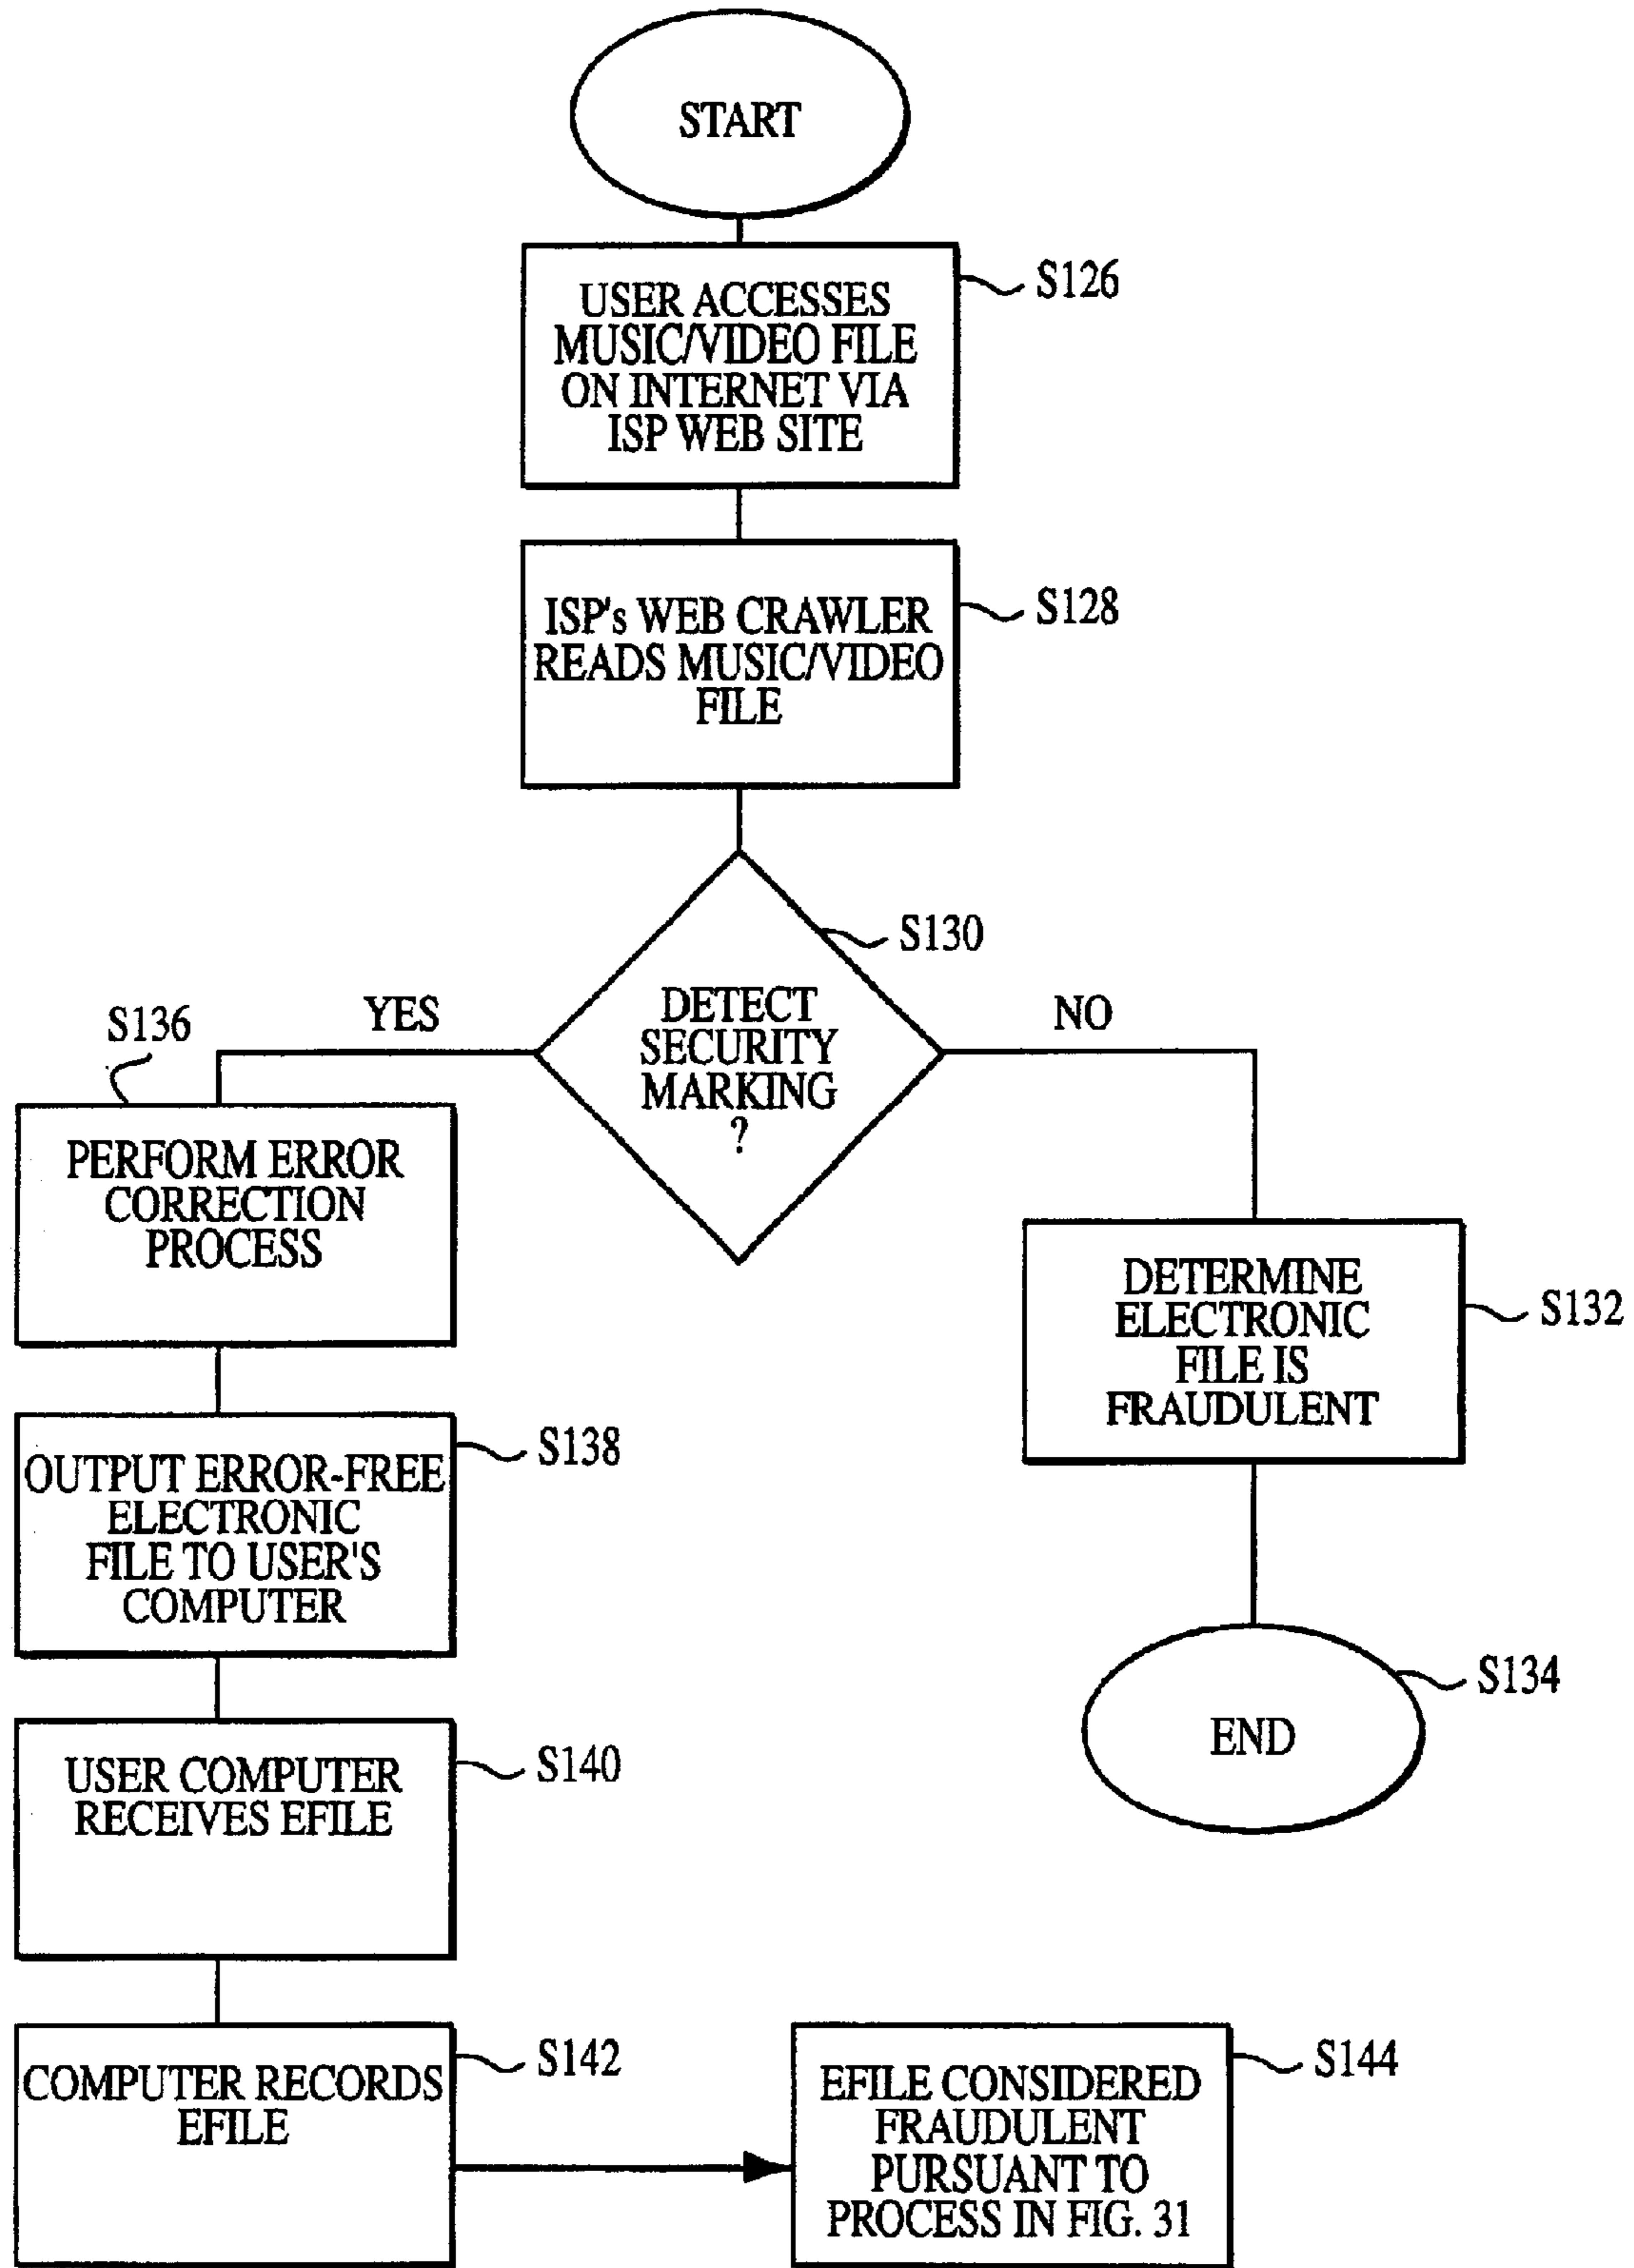 START
USER ACCESSES
MUSIC/VIDEO FILE
ON INTERNET VIA
ISP WEB SITE
S126
ISP's WEB CRAWLER
READS MUSIC/VIDEO
FILE
S128
DETECT
SECURITY
MARKING
?
S130
YES
NO
S136
PERFORM ERROR
CORRECTION
PROCESS
DETERMINE
ELECTRONIC
FILE IS
FRAUDULENT
S132
OUTPUT ERROR-FREE
ELECTRONIC
FILE TO USER'S
COMPUTER
S138
END
S134
USER COMPUTER
RECEIVES EFILE
S140
COMPUTER RECORDS
EFILE
S142
EFILE CONSIDERED
FRAUDULENT
PURSUANT TO
PROCESS IN FIG. 31
S144